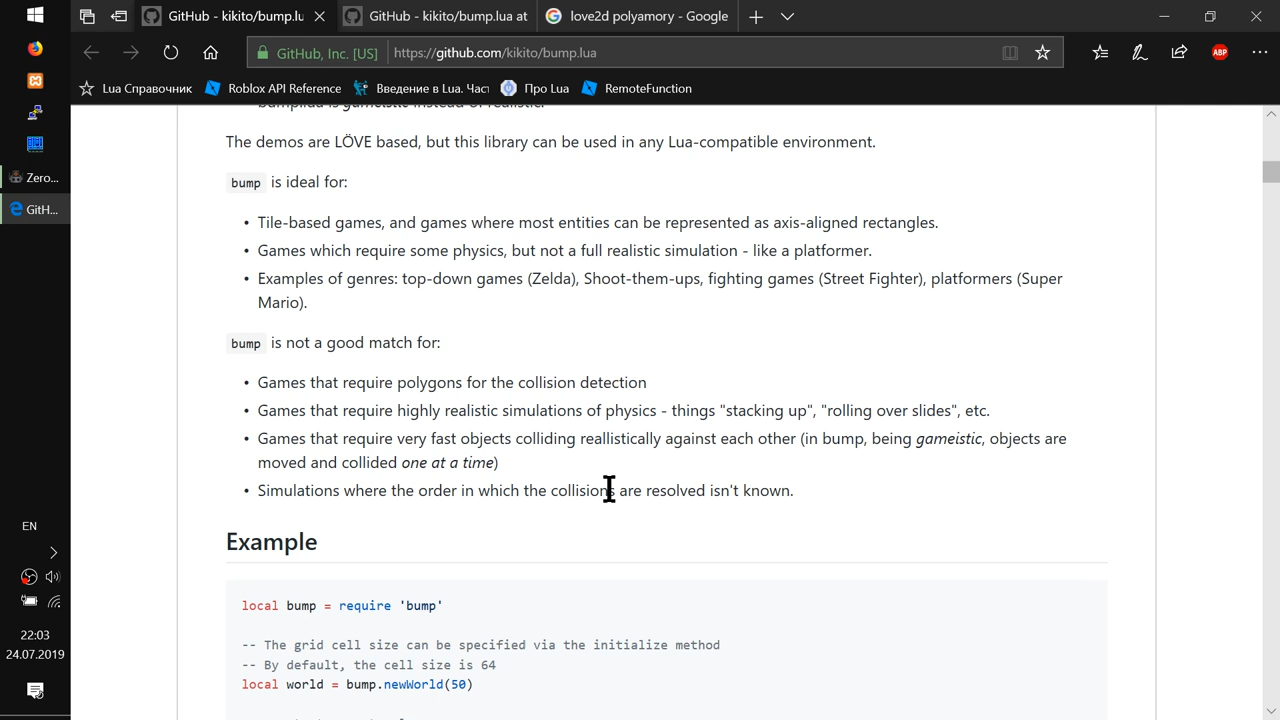 GitHub - kikito/bump.lu
GitHub - kikito/bump.lua at
love2d polyamory - Google
GitHub, Inc. [US]
https://github.com/kikito/bump.lua
ABP
Lua Справочник
Roblox API Reference
Введение в Lua. Час
Про Lua
RemoteFunction
Zero...
GitH...
EN
22:03
24.07.2019
bump.lua is gameistic instead of realistic.
The demos are LÖVE based, but this library can be used in any Lua-compatible environment.
bump is ideal for:
• Tile-based games, and games where most entities can be represented as axis-aligned rectangles.
• Games which require some physics, but not a full realistic simulation - like a platformer.
• Examples of genres: top-down games (Zelda), Shoot-them-ups, fighting games (Street Fighter), platformers (Super
Mario).
bump is not a good match for:
• Games that require polygons for the collision detection
• Games that require highly realistic simulations of physics - things "stacking up", "rolling over slides", etc.
• Games that require very fast objects colliding reallistically against each other (in bump, being gameistic, objects are
moved and collided one at a time)
• Simulations where the order in which the collisions are resolved isn't known.
Example
local bump = require 'bump'
-- The grid cell size can be specified via the initialize method
-- By default, the cell size is 64
local world = bump.newWorld(50)